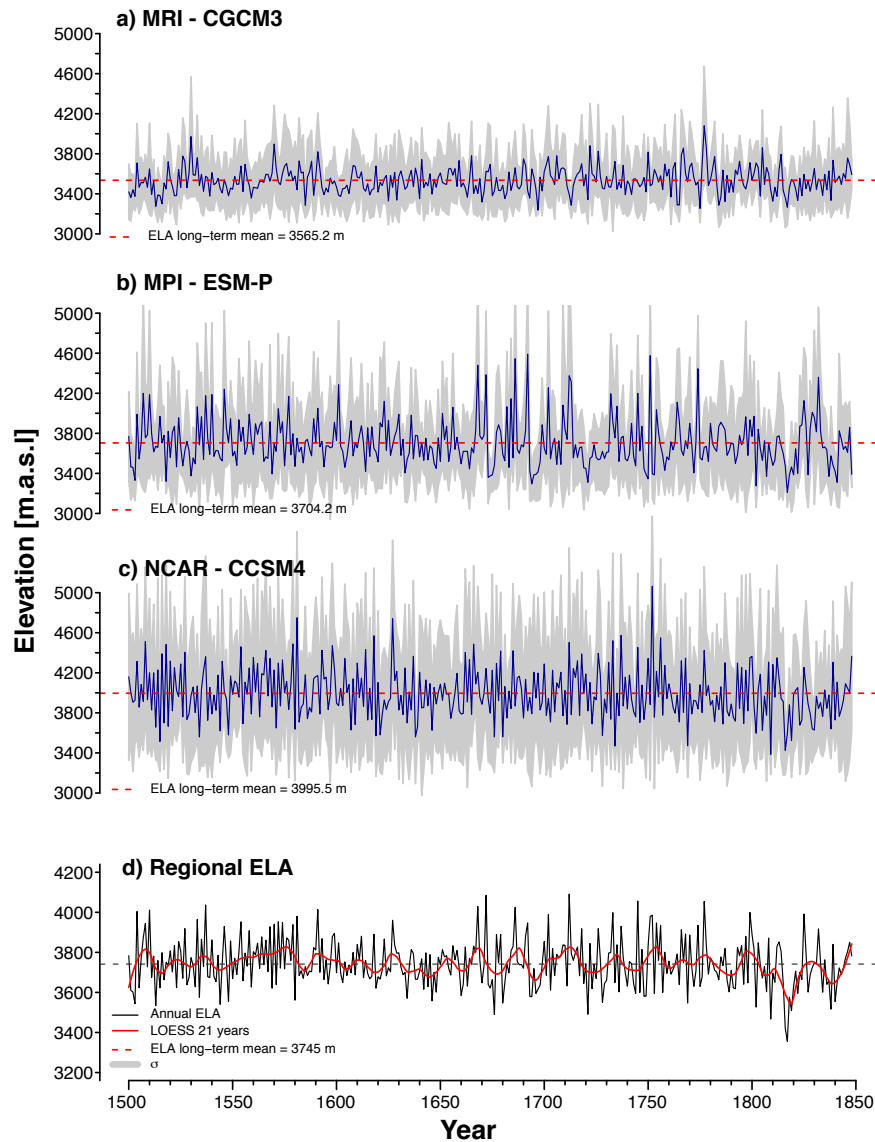 a) MRI - CGCM3
5000
4600
4200
3800
3400
3000
ELA long-term mean = 3565.2 m
b) MPI - ESM-P
5000
4600
4200
3800
3400
3000
ELA long-term mean = 3704.2 m
c) NCAR - CCSM4
5000
4600
4200
3800
3400
3000
ELA long-term mean = 3995.5 m
Elevation [m.a.s.l]
d) Regional ELA
4200
4000
3800
3600
3400
3200
Annual ELA
LOESS 21 years
ELA long-term mean = 3745 m
σ
1500 1550 1600 1650 1700 1750 1800 1850
Year